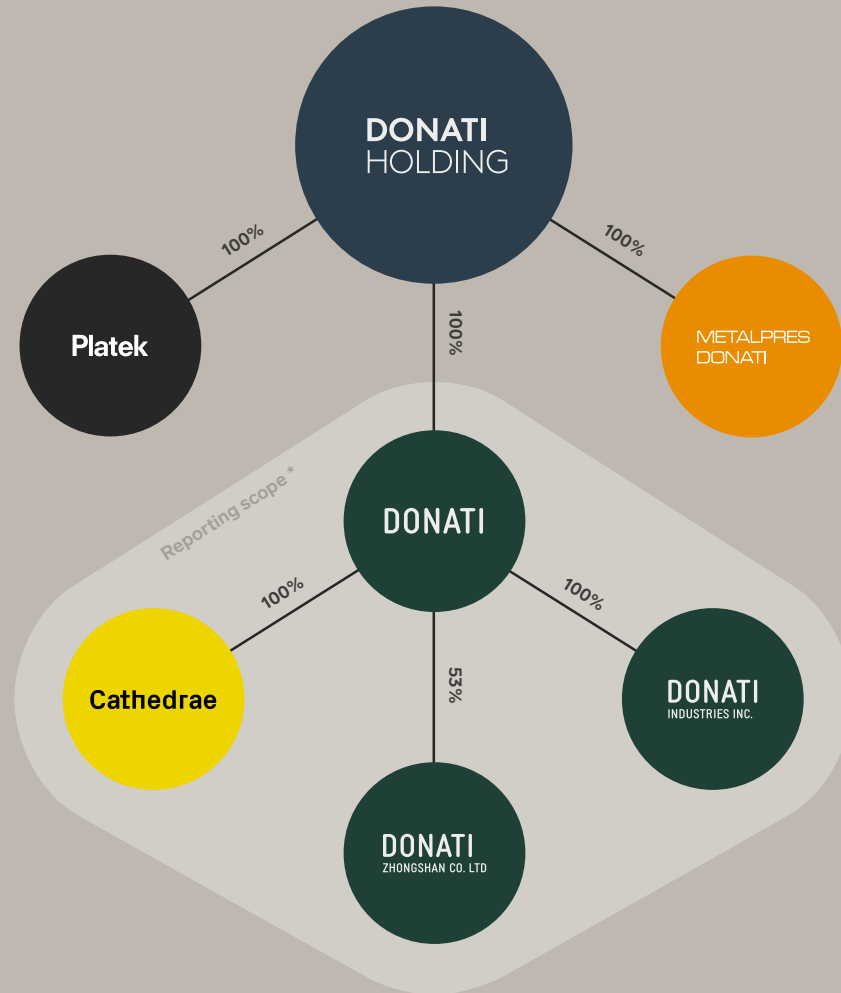 DONATI
HOLDING
100%
100%
100%
Platek
METALPRES
DONATI
Reporting scope *
DONATI
100%
100%
53%
Cathedrae
DONATI
INDUSTRIES INC.
DONATI
ZHONGSHAN CO. LTD